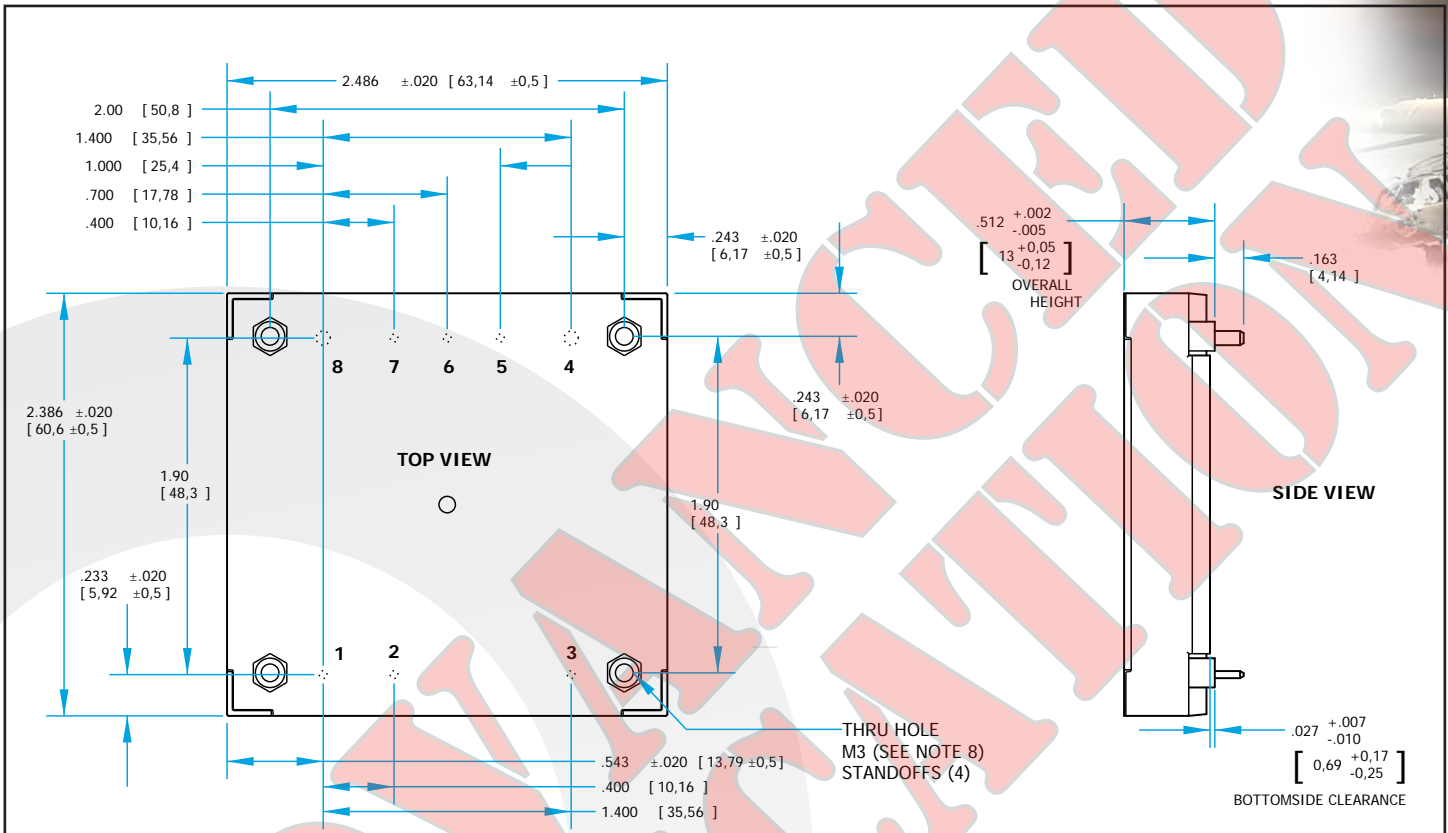 2.486 ±.020 [ 63,14 ±0,5 ]
2.00 [ 50,8 ]
1.400 [ 35,56 ]
1.000 [ 25,4 ]
.700 [ 17,78 ]
.400 [ 10,16 ]
.243 ±.020
[ 6,17 ±0,5 ]
.512 +.002 -.005
[ 13 +0,05 -0,12 ]
OVERALL
HEIGHT
.163
[ 4,14 ]
8 7 6 5 4
2.386 ±.020
[ 60,6 ±0,5 ]
.243 ±.020
[ 6,17 ±0,5 ]
TOP VIEW
1.90
[ 48,3 ]
1.90
[ 48,3 ]
SIDE VIEW
.233 ±.020
[ 5,92 ±0,5 ]
1 2 3
THRU HOLE
M3 (SEE NOTE 8)
STANDOFFS (4)
.027 +.007 -.010
[ 0,69 +0,17 -0,25 ]
BOTTOMSIDE CLEARANCE
.543 ±.020 [ 13,79 ±0,5 ]
.400 [ 10,16 ]
1.400 [ 35,56 ]